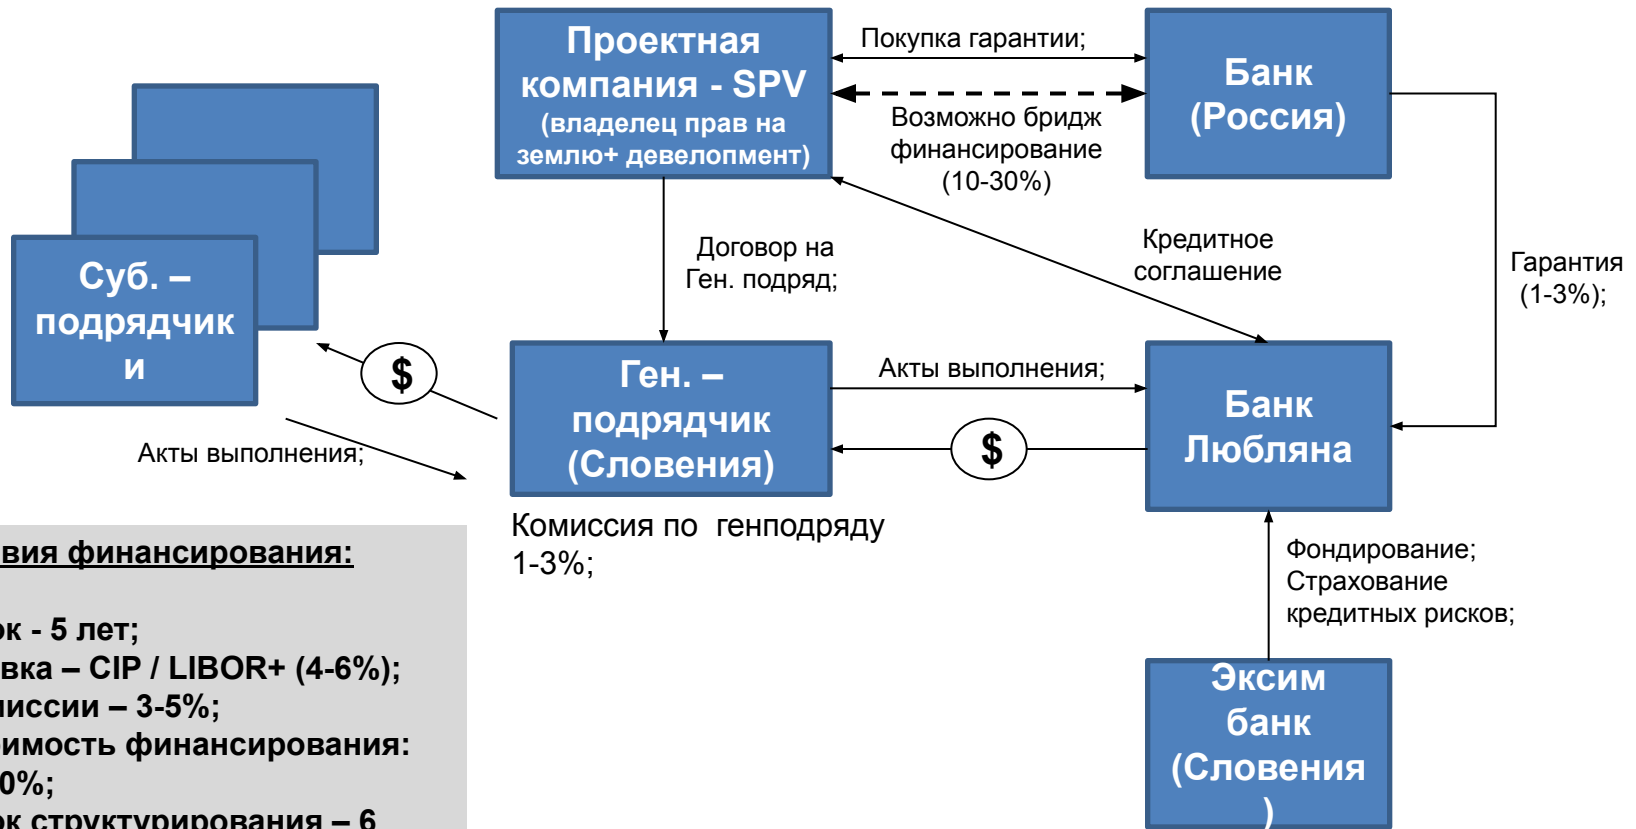 Проектная
компания - SPV
(владелец прав на
землю+ девелопмент)
Покупка гарантии;
Возможно бридж
финансирование
(10-30%)
Банк
(Россия)
Договор на
Ген. подряд;
Кредитное
соглашение
Гарантия
(1-3%);
Суб. –
подрядчик
и
$
Акты выполнения;
Ген. –
подрядчик
(Словения)
Акты выполнения;
$
Банк
Любляна
Комиссия по генподряду
1-3%;
Фондирование;
Страхование
кредитных рисков;
Эксим
банк
(Словения
)
вия финансирования:
ок - 5 лет;
вка – CIP / LIBOR+ (4-6%);
миссии – 3-5%;
имость финансирования:
0%;
ок структурирования – 6